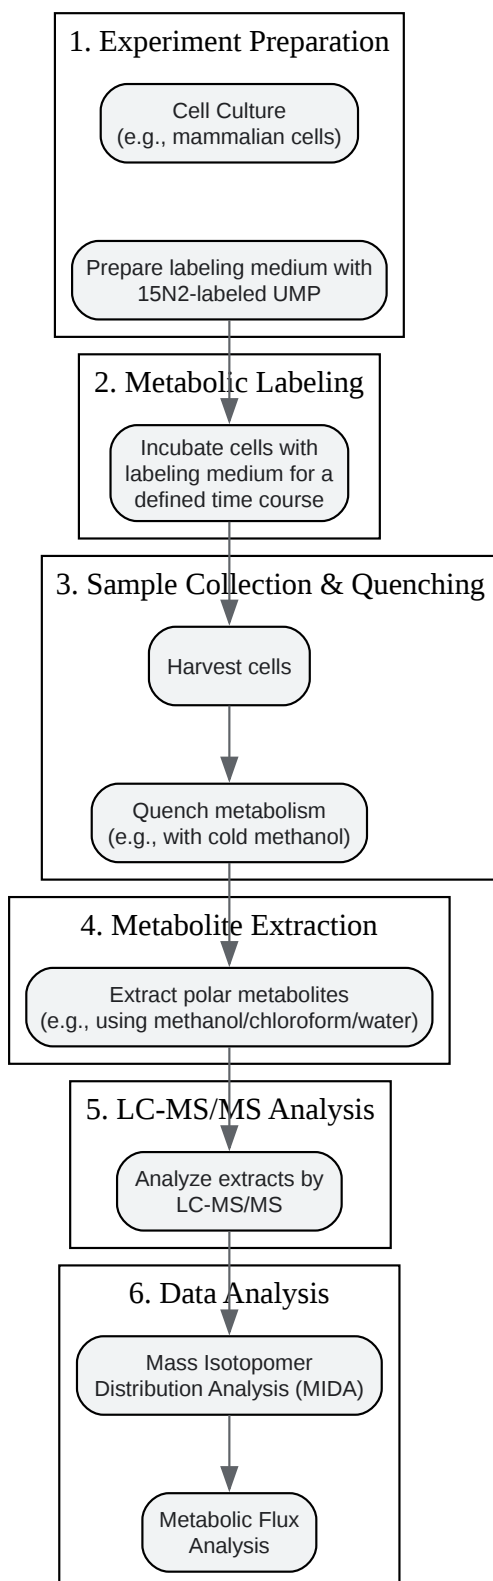 1. Experiment Preparation
Cell Culture
(e.g., mammalian cells)
Prepare labeling medium with
15N2-labeled UMP
2. Metabolic Labeling
Incubate cells with
labeling medium for a
defined time course
3. Sample Collection & Quenching
Harvest cells
Quench metabolism
(e.g., with cold methanol)
4. Metabolite Extraction
Extract polar metabolites
(e.g., using methanol/chloroform/water)
5. LC-MS/MS Analysis
Analyze extracts by
LC-MS/MS
6. Data Analysis
Mass Isotopomer
Distribution Analysis (MIDA)
Metabolic Flux
Analysis